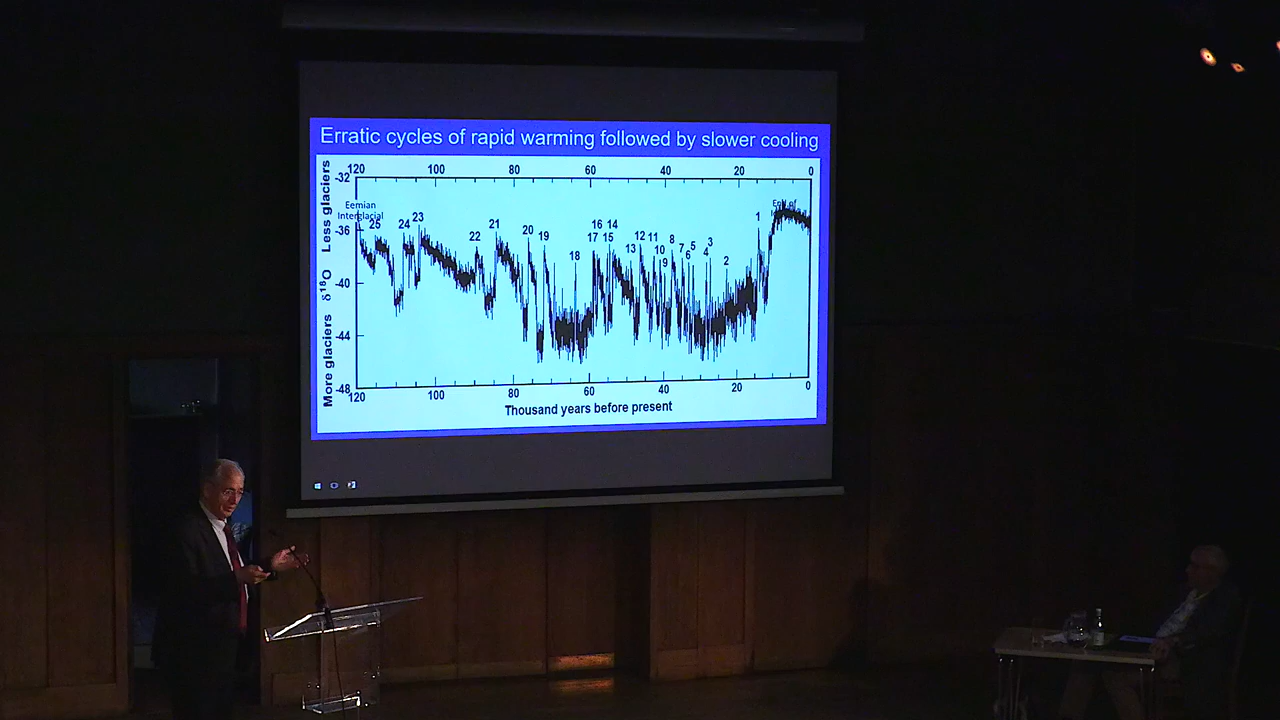 Erratic cycles of rapid warming followed by slower cooling
120 100 80 60 40 20 0
-32
-36
-40
-44
-48
More glaciers δ¹⁸O Less glaciers
Eemian
Interglacial
End of
25 24 23 22 21 20 19 18 17 16 15 14 13 12 11 10 9 8 7 6 5 4 3 2 1
120 100 80 60 40 20 0
Thousand years before present